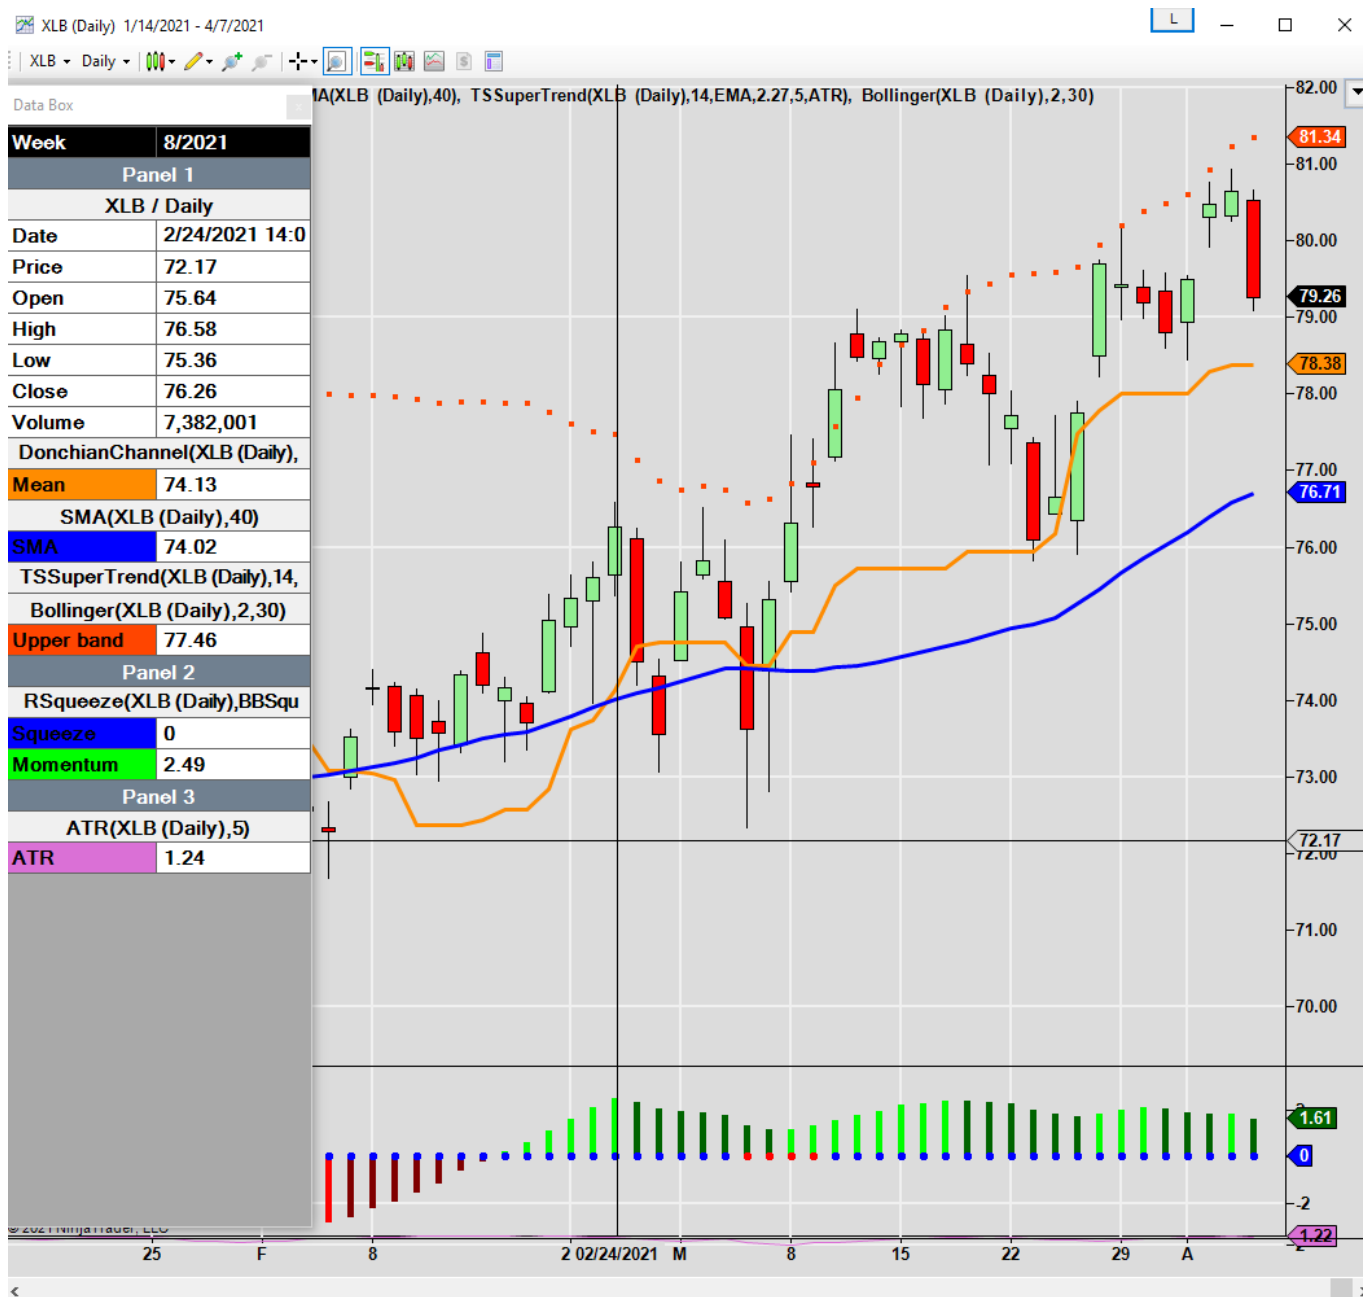 XLB (Daily) 1/14/2021 - 4/7/2021
L
XLB Daily
Data Box
(XLB (Daily),40), TSSuperTrend(XLB (Daily),14,EMA,2.27,5,ATR), Bollinger(XLB (Daily),2,30)
Week 8/2021
Panel 1
XLB / Daily
Date 2/24/2021 14:0
Price 72.17
Open 75.64
High 76.58
Low 75.36
Close 76.26
Volume 7,382,001
DonchianChannel(XLB (Daily),
Mean 74.13
SMA(XLB (Daily),40)
SMA 74.02
TSSuperTrend(XLB (Daily),14,
Bollinger(XLB (Daily),2,30)
Upper band 77.46
Panel 2
RSqueeze(XLB (Daily),BBSqu
Squeeze 0
Momentum 2.49
Panel 3
ATR(XLB (Daily),5)
ATR 1.24
82.00
81.34
81.00
80.00
79.26
79.00
78.38
78.00
77.00
76.71
76.00
75.00
74.00
73.00
72.17
72.00
71.00
70.00
1.61
0
-2
1.22
© 2021 NinjaTrader, LLC
25 F 8 2 02/24/2021 M 8 15 22 29 A